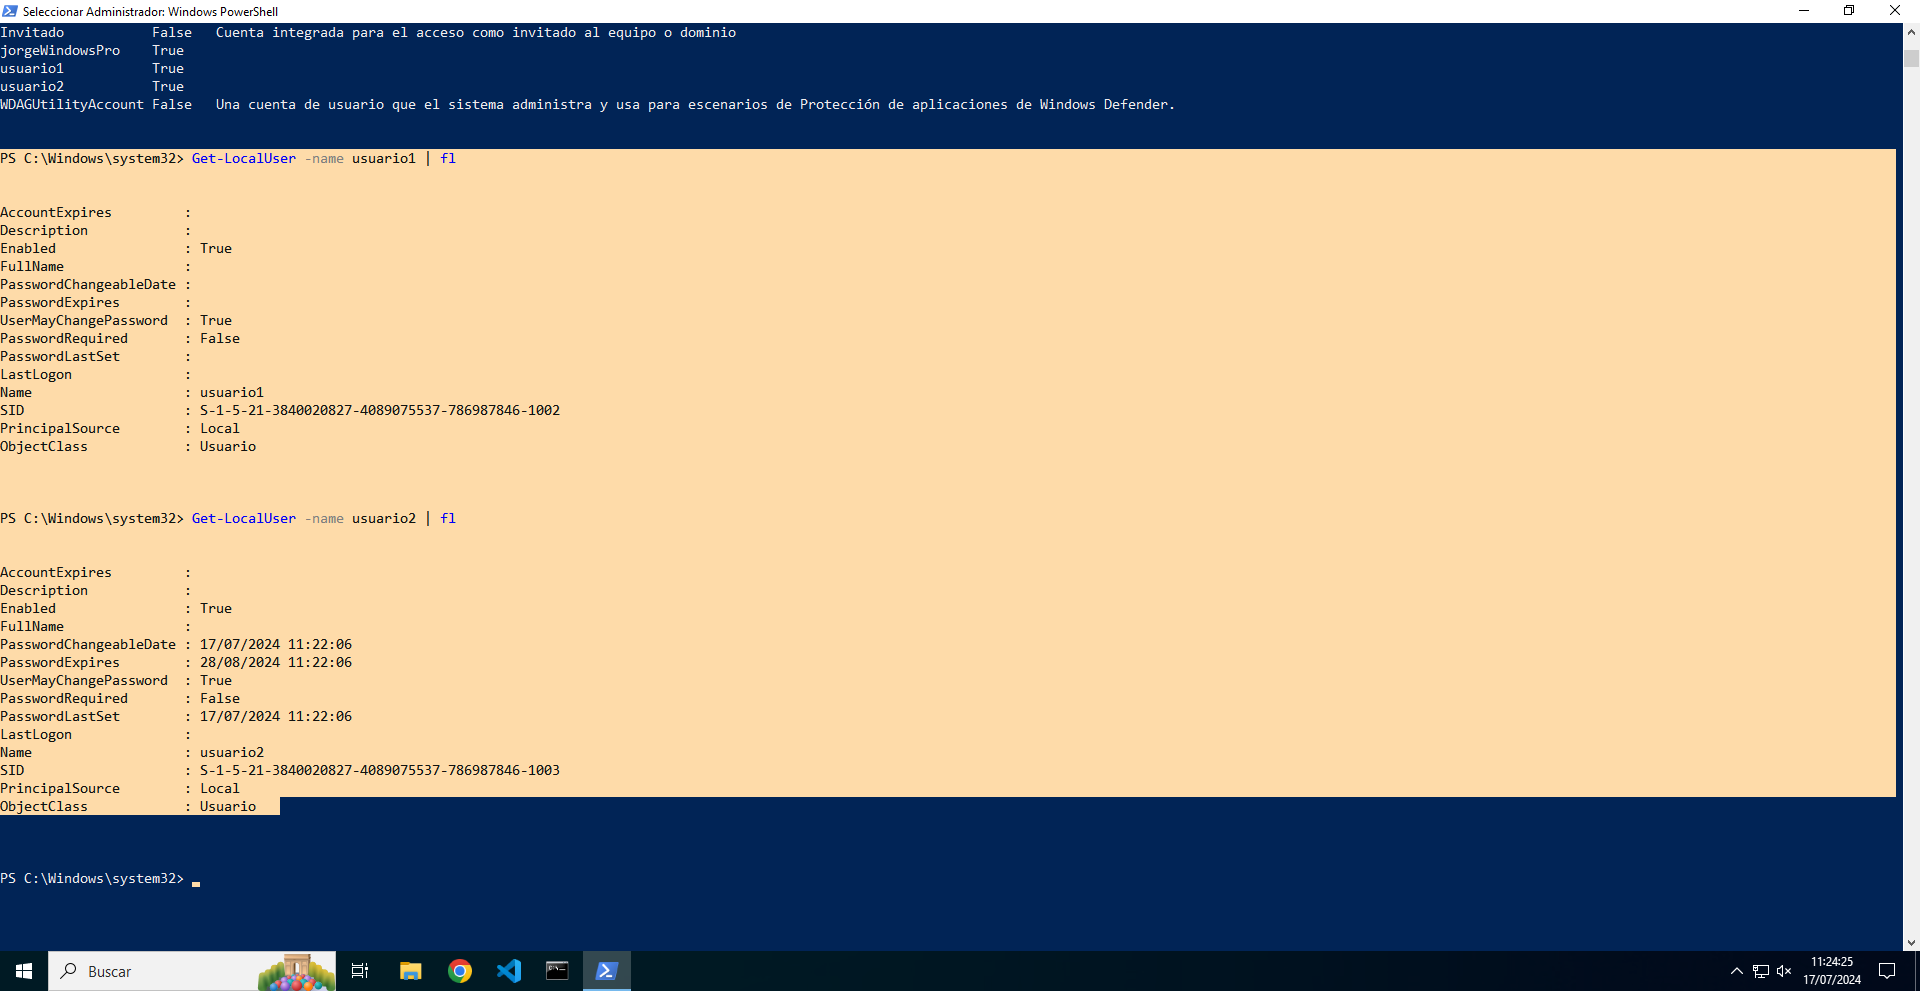 Seleccionar Administrador: Windows PowerShell
Invitado           False   Cuenta integrada para el acceso como invitado al equipo o dominio
jorgeWindowsPro    True
usuario1           True
usuario2           True
WDAGUtilityAccount False   Una cuenta de usuario que el sistema administra y usa para escenarios de Protección de aplicaciones de Windows Defender.
PS C:\Windows\system32> Get-LocalUser -name usuario1 | fl
AccountExpires         :
Description            :
Enabled                : True
FullName               :
PasswordChangeableDate :
PasswordExpires        :
UserMayChangePassword  : True
PasswordRequired       : False
PasswordLastSet        :
LastLogon              :
Name                   : usuario1
SID                    : S-1-5-21-3840020827-4089075537-786987846-1002
PrincipalSource        : Local
ObjectClass            : Usuario
PS C:\Windows\system32> Get-LocalUser -name usuario2 | fl
AccountExpires         :
Description            :
Enabled                : True
FullName               :
PasswordChangeableDate : 17/07/2024 11:22:06
PasswordExpires        : 28/08/2024 11:22:06
UserMayChangePassword  : True
PasswordRequired       : False
PasswordLastSet        : 17/07/2024 11:22:06
LastLogon              :
Name                   : usuario2
SID                    : S-1-5-21-3840020827-4089075537-786987846-1003
PrincipalSource        : Local
ObjectClass            : Usuario
PS C:\Windows\system32>
Buscar
11:24:25
17/07/2024